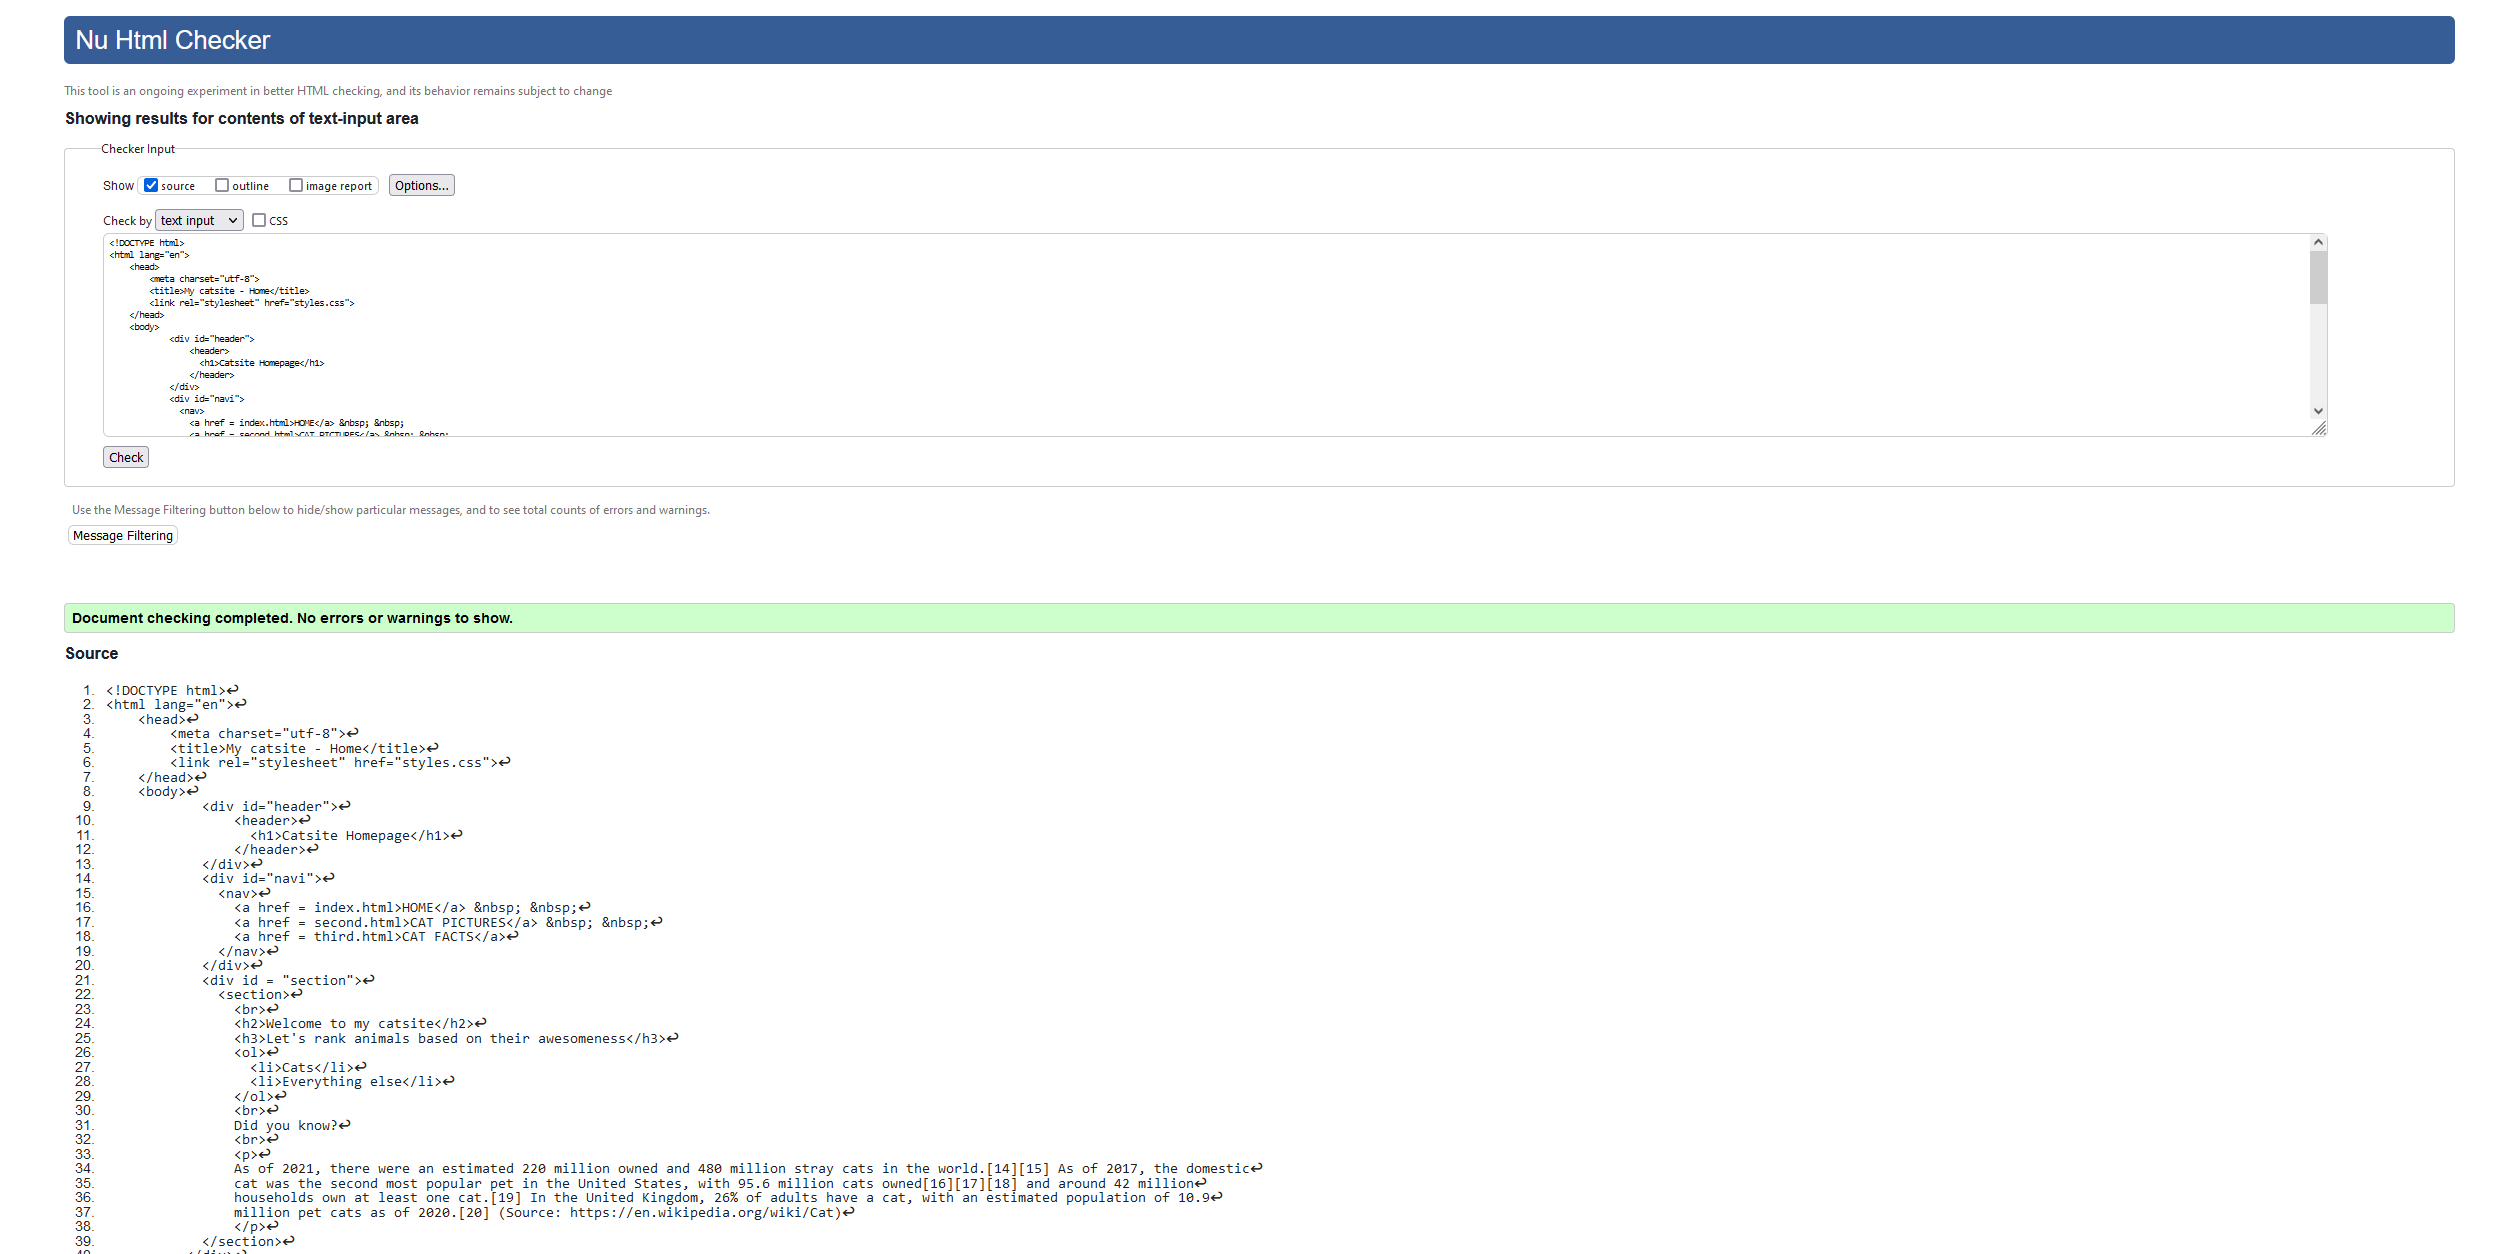 Nu Html Checker
This tool is an ongoing experiment in better HTML checking, and its behavior remains subject to change
Showing results for contents of text-input area
Checker Input
Show source outline image report Options...
Check by text input CSS
<!DOCTYPE html>
<html lang="en">
<head>
<meta charset="utf-8">
<title>My catsite - Home</title>
<link rel="stylesheet" href="styles.css">
</head>
<body>
<div id="header">
<header>
<h1>Catsite Homepage</h1>
</header>
</div>
<div id="navi">
<nav>
<a href = index.html>HOME</a> &nbsp; &nbsp;
<a href = second.html>CAT PICTURES</a> &nbsp; &nbsp;
Check
Use the Message Filtering button below to hide/show particular messages, and to see total counts of errors and warnings.
Message Filtering
Document checking completed. No errors or warnings to show.
Source
1. <!DOCTYPE html>↩
2. <html lang="en">↩
3. <head>↩
4. <meta charset="utf-8">↩
5. <title>My catsite - Home</title>↩
6. <link rel="stylesheet" href="styles.css">↩
7. </head>↩
8. <body>↩
9. <div id="header">↩
10. <header>↩
11. <h1>Catsite Homepage</h1>↩
12. </header>↩
13. </div>↩
14. <div id="navi">↩
15. <nav>↩
16. <a href = index.html>HOME</a> &nbsp; &nbsp;↩
17. <a href = second.html>CAT PICTURES</a> &nbsp; &nbsp;↩
18. <a href = third.html>CAT FACTS</a>↩
19. </nav>↩
20. </div>↩
21. <div id = "section">↩
22. <section>↩
23. <br>↩
24. <h2>Welcome to my catsite</h2>↩
25. <h3>Let's rank animals based on their awesomeness</h3>↩
26. <ol>↩
27. <li>Cats</li>↩
28. <li>Everything else</li>↩
29. </ol>↩
30. <br>↩
31. Did you know?↩
32. <br>↩
33. <p>↩
34. As of 2021, there were an estimated 220 million owned and 480 million stray cats in the world.[14][15] As of 2017, the domestic↩
35. cat was the second most popular pet in the United States, with 95.6 million cats owned[16][17][18] and around 42 million↩
36. households own at least one cat.[19] In the United Kingdom, 26% of adults have a cat, with an estimated population of 10.9↩
37. million pet cats as of 2020.[20] (Source: https://en.wikipedia.org/wiki/Cat)↩
38. </p>↩
39. </section>↩
40. </div>↩